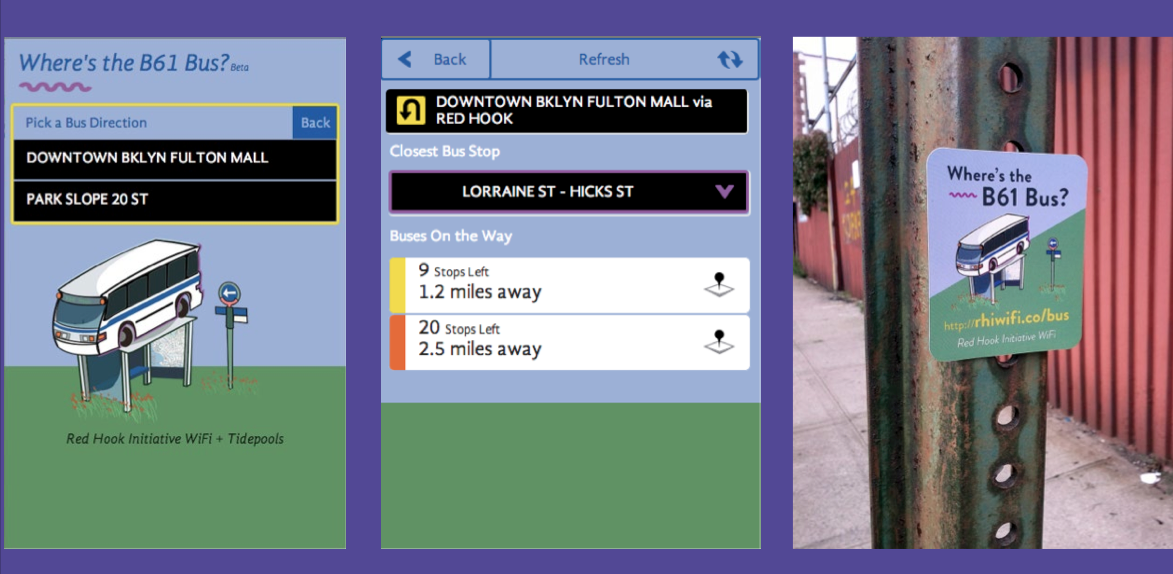 Where's the B61 Bus? Beta
Pick a Bus Direction
Back
DOWNTOWN BKLYN FULTON MALL
PARK SLOPE 20 ST
Red Hook Initiative WiFi + Tidepools
Back
Refresh
DOWNTOWN BKLYN FULTON MALL via
RED HOOK
Closest Bus Stop
LORRAINE ST - HICKS ST
Buses On the Way
9 Stops Left
1.2 miles away
20 Stops Left
2.5 miles away
Where's the
B61 Bus?
http://rhiwifi.co/bus
Red Hook Initiative WiFi